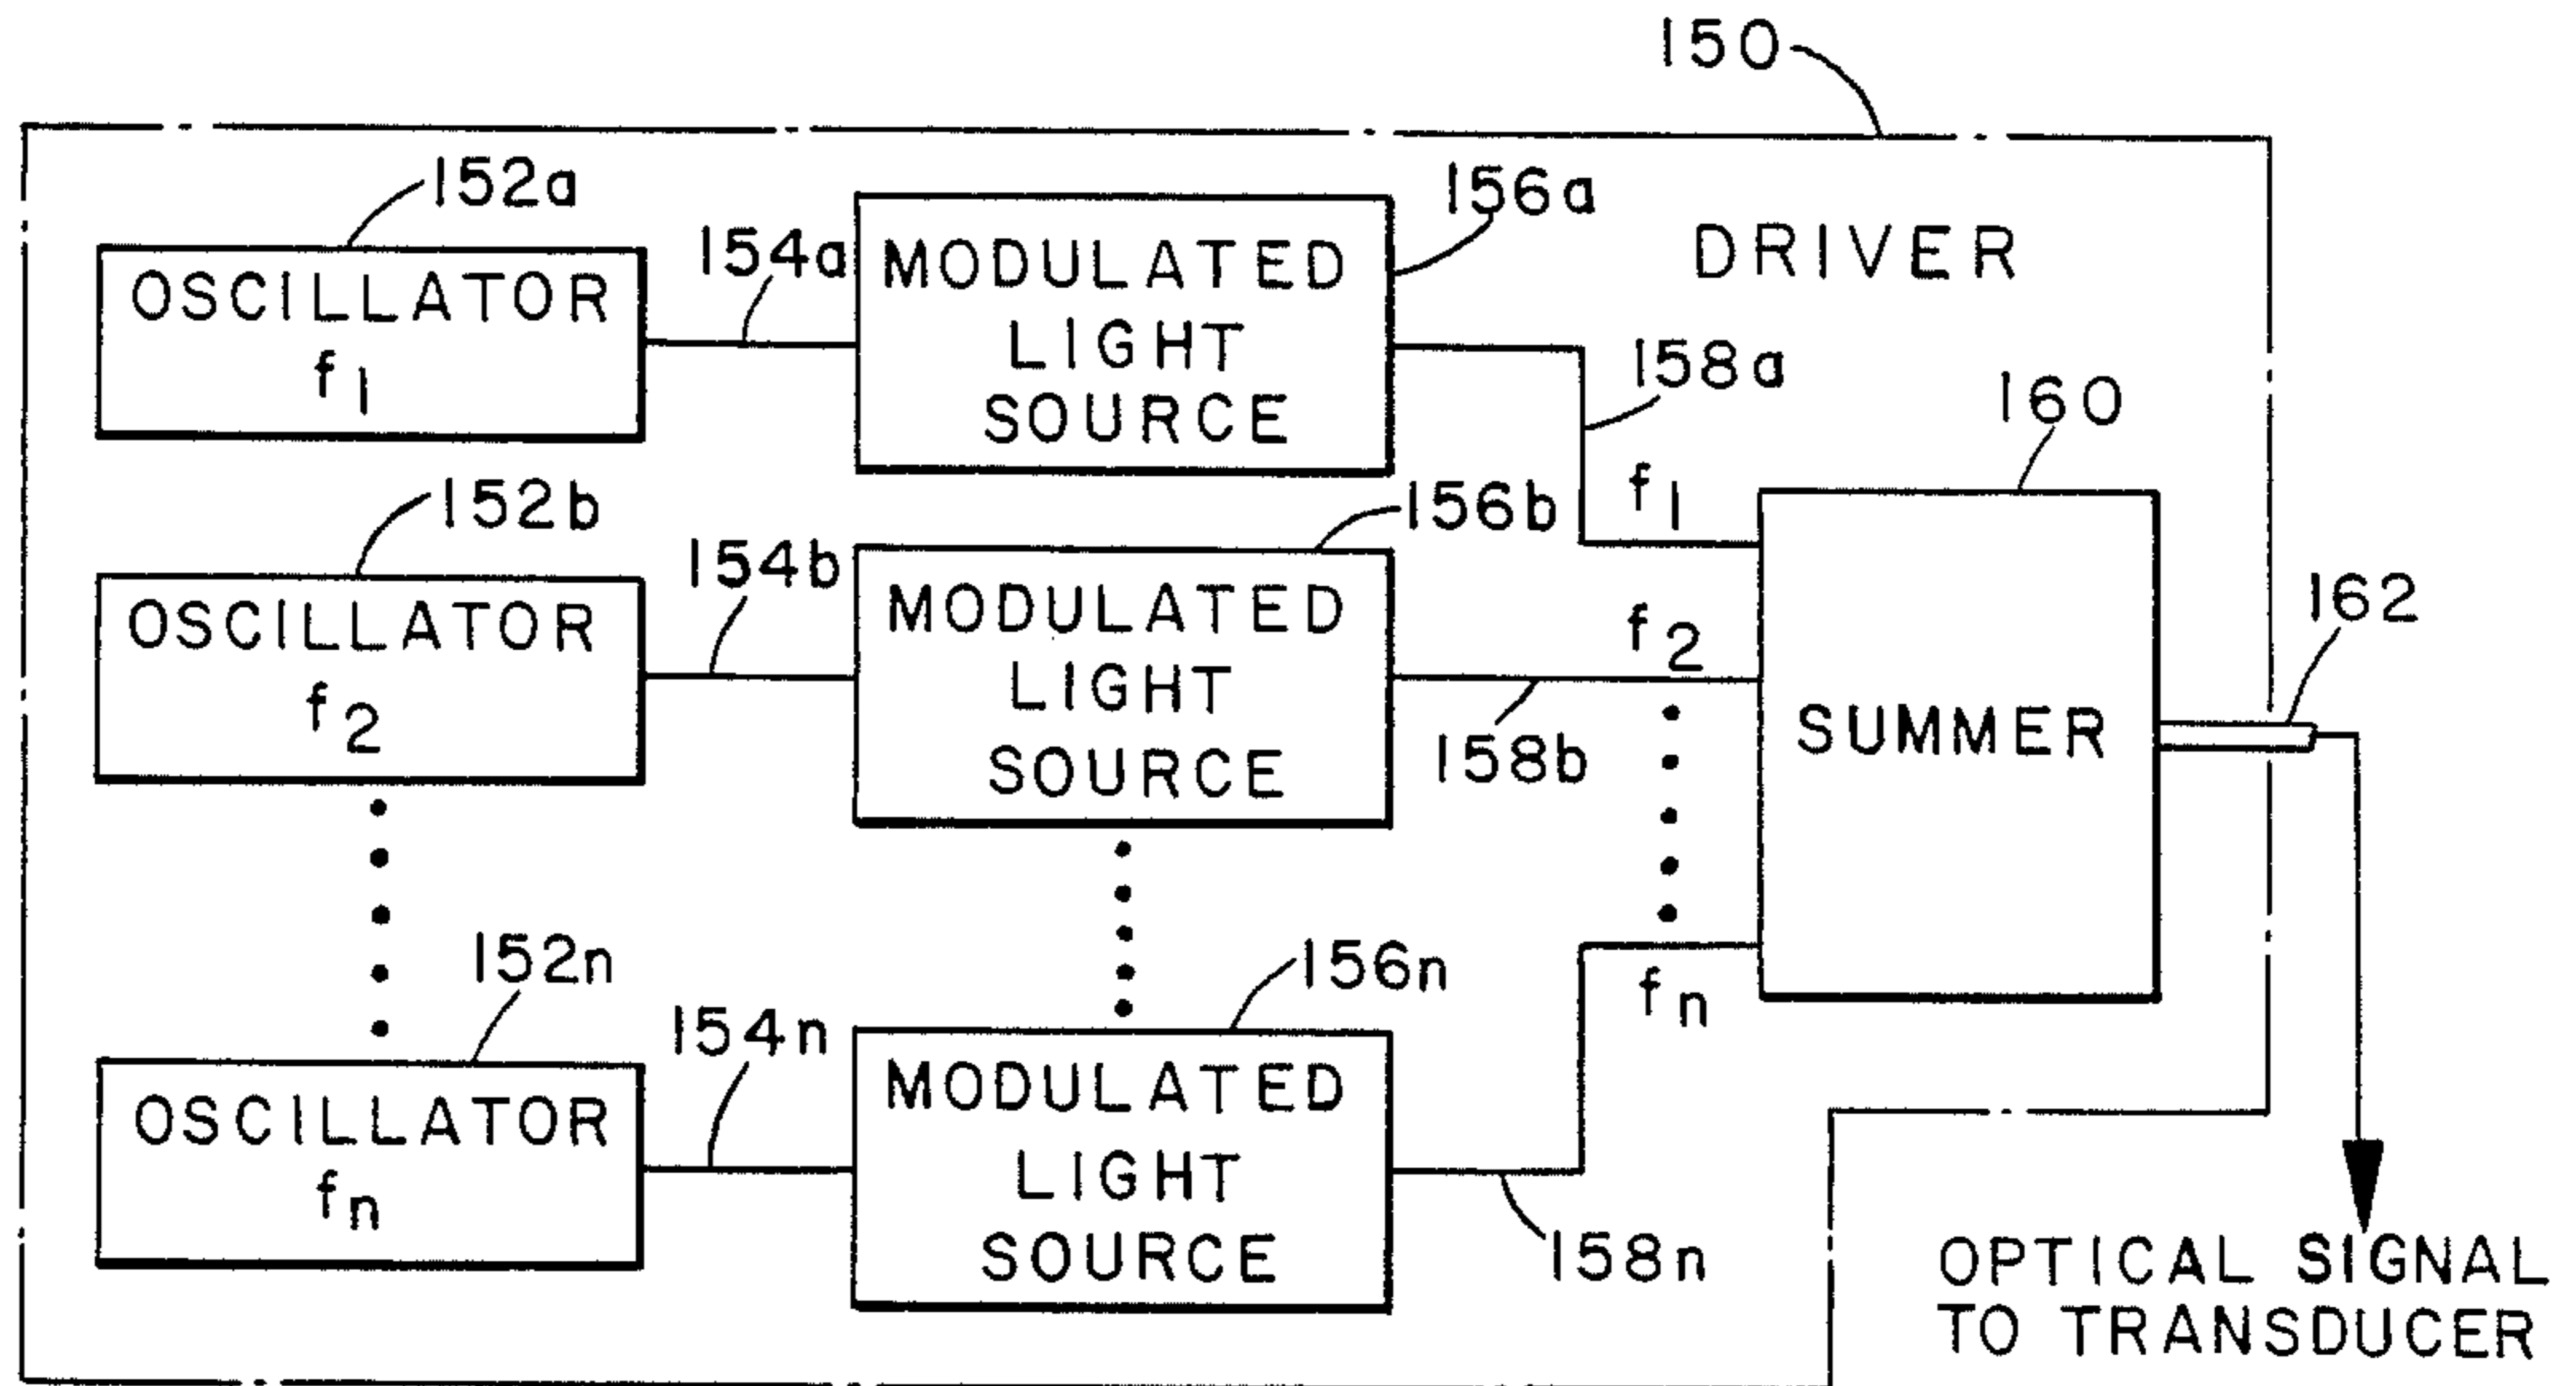 150
152a
OSCILLATOR
f1
154a
MODULATED
LIGHT
SOURCE
156a
DRIVER
158a
f1
160
152b
OSCILLATOR
f2
154b
MODULATED
LIGHT
SOURCE
156b
f2
158b
SUMMER
162
152n
OSCILLATOR
fn
154n
MODULATED
LIGHT
SOURCE
156n
fn
158n
OPTICAL SIGNAL
TO TRANSDUCER